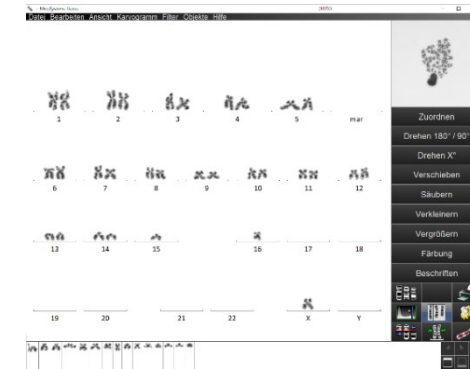 Datei Bearbeiten Ansicht Karyogramm Filter Objekte Hilfe
1 2 3 4 5 mar
6 7 8 9 10 11 12
13 14 15 16 17 18
19 20 21 22 X Y
Zuordnen
Drehen 180° / 90°
Drehen X°
Verschieben
Säubern
Verkleinern
Vergrößern
Färbung
Beschriften